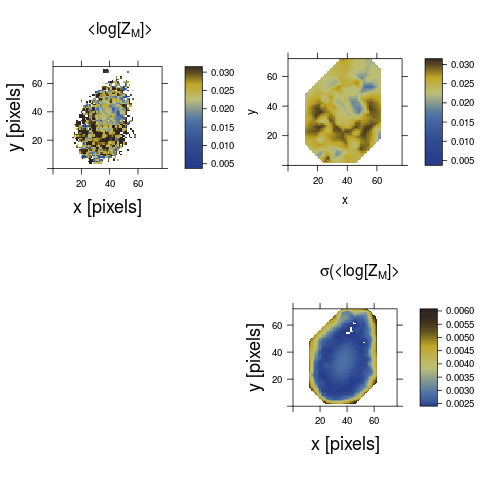 <log[Z_M]>
60
40
20
20 40 60
x [pixels]
y [pixels]
0.030
0.025
0.020
0.015
0.010
0.005
60
40
20
20 40 60
x
y
0.030
0.025
0.020
0.015
0.010
0.005
σ(<log[Z_M]>
60
40
20
20 40 60
x [pixels]
y [pixels]
0.0060
0.0055
0.0050
0.0045
0.0040
0.0035
0.0030
0.0025